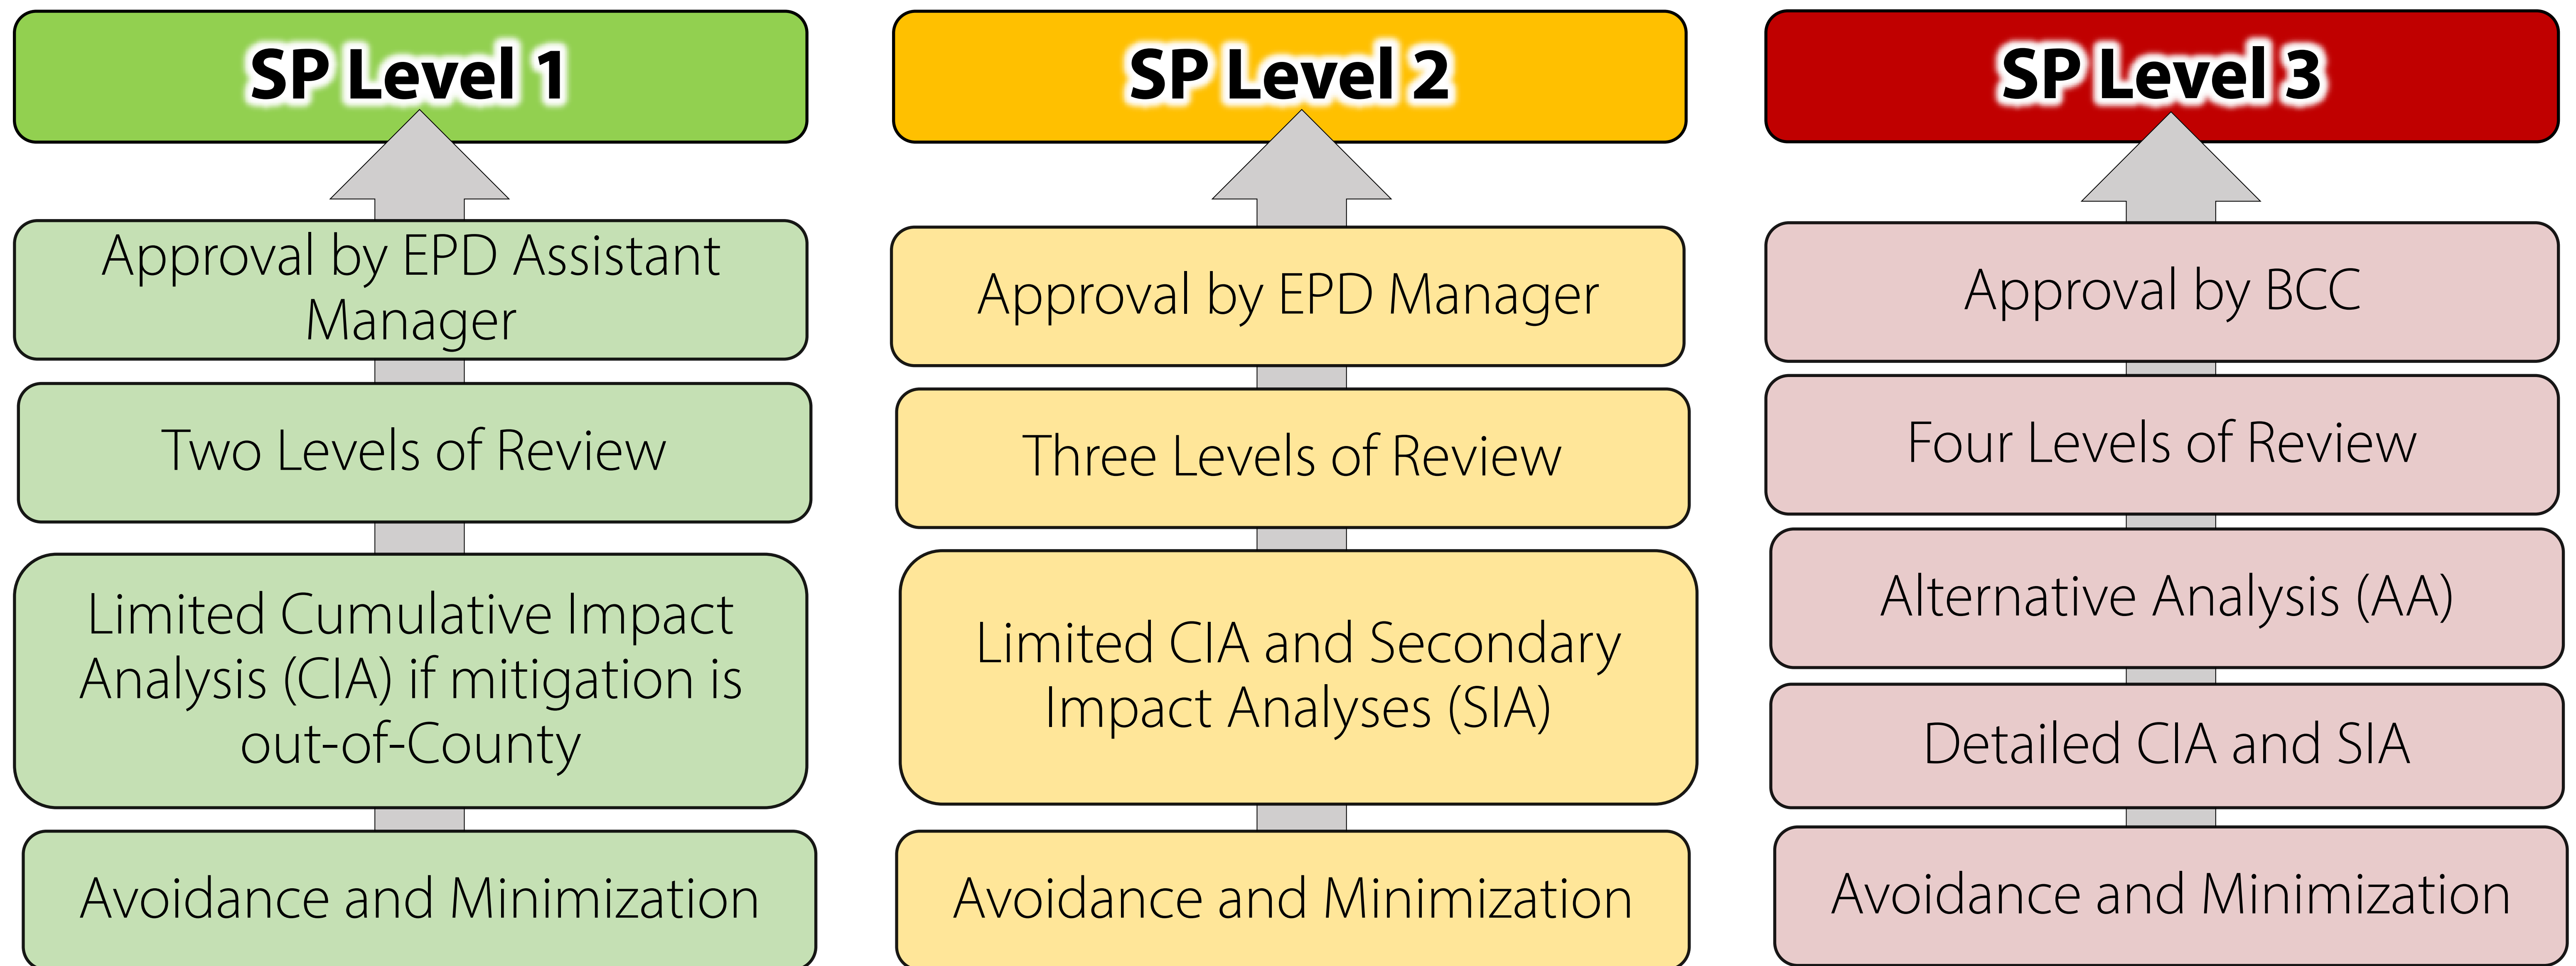 SP Level 1
Approval by EPD Assistant
Manager
Two Levels of Review
Limited Cumulative Impact
Analysis (CIA) if mitigation is
out-of-County
Avoidance and Minimization
SP Level 2
Approval by EPD Manager
Three Levels of Review
Limited CIA and Secondary
Impact Analyses (SIA)
Avoidance and Minimization
SP Level 3
Approval by BCC
Four Levels of Review
Alternative Analysis (AA)
Detailed CIA and SIA
Avoidance and Minimization